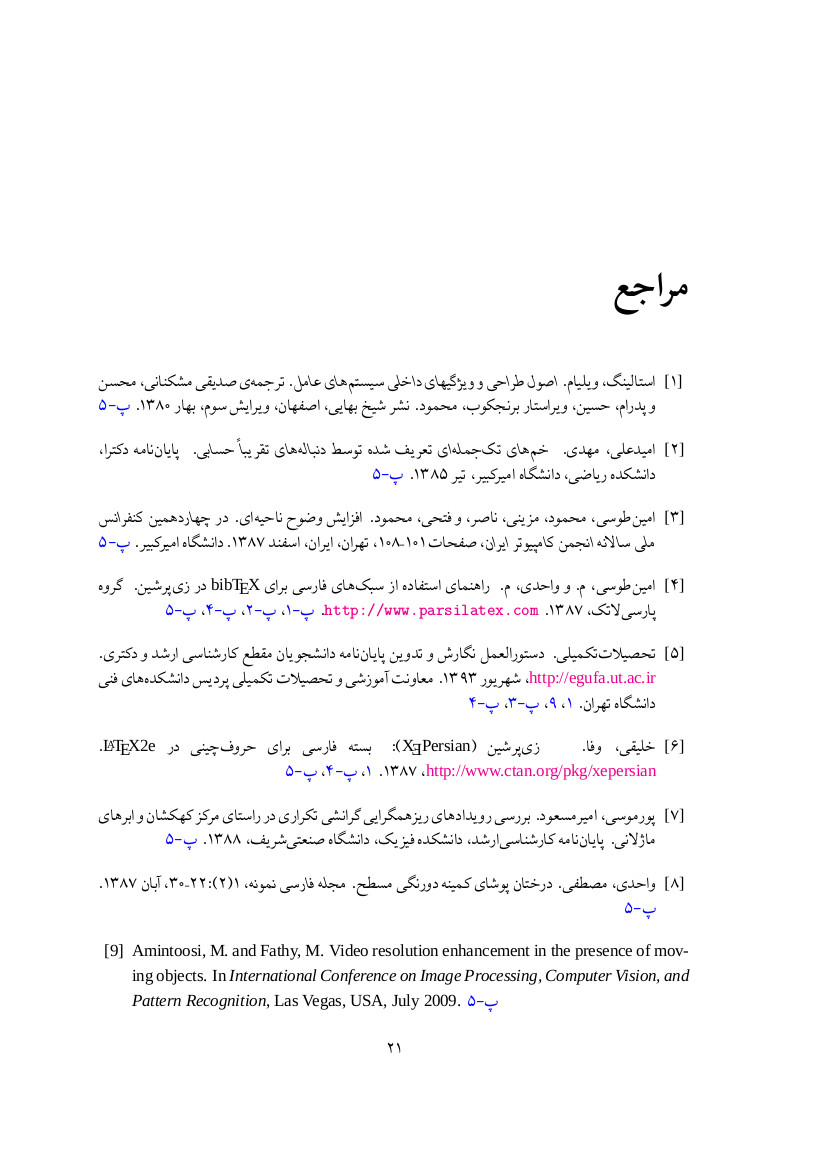 مراجع
[۱] استالینگ، ویلیام. اصول طراحی و ویژگیهای داخلی سیستم‌های عامل. ترجمه‌ی صدیقی مشکنانی، محسن
و پدرام، حسین، ویراستار برنجکوب، محمود. نشر شیخ بهایی، اصفهان، ویرایش سوم، بهار ۱۳۸۰. پ-۵
[۲] امیدعلی، مهدی. خم‌های تک‌جمله‌ای تعریف شده توسط دنباله‌های تقریباً حسابی. پایان‌نامه دکترا،
دانشکده ریاضی، دانشگاه امیرکبیر، تیر ۱۳۸۵. پ-۵
[۳] امین‌طوسی، محمود، مزینی، ناصر، و فتحی، محمود. افزایش وضوح ناحیه‌ای. در چهاردهمین کنفرانس
ملی سالانه انجمن کامپیوتر ایران، صفحات ۱۰۱-۱۰۸، تهران، ایران، اسفند ۱۳۸۷. دانشگاه امیرکبیر. پ-۵
[۴] امین‌طوسی، م. و واحدی، م. راهنمای استفاده از سبک‌های فارسی برای bibTEX در زی‌پرشین. گروه
پارسی‌لاتک، ۱۳۸۷. http://www.parsilatex.com. پ-۱، پ-۲، پ-۴، پ-۵
[۵] تحصیلات‌تکمیلی. دستورالعمل نگارش و تدوین پایان‌نامه دانشجویان مقطع کارشناسی ارشد و دکتری.
http://egufa.ut.ac.ir، شهریور ۱۳۹۳. معاونت آموزشی و تحصیلات تکمیلی پردیس دانشکده‌های فنی
دانشگاه تهران. ۱، ۹، پ-۳، پ-۴
[۶] خلیقی، وفا. زی‌پرشین (XƎPersian): بسته فارسی برای حروف‌چینی در LATEX2e.
http://www.ctan.org/pkg/xepersian، ۱۳۸۷. ۱، پ-۴، پ-۵
[۷] پورموسی، امیرمسعود. بررسی رویدادهای ریزهمگرایی گرانشی تکراری در راستای مرکز کهکشان و ابرهای
ماژلانی. پایان‌نامه کارشناسی‌ارشد، دانشکده فیزیک، دانشگاه صنعتی‌شریف، ۱۳۸۸. پ-۵
[۸] واحدی، مصطفی. درختان پوشای کمینه دورنگی مسطح. مجله فارسی نمونه، ۱(۲):۲۲-۳۰، آبان ۱۳۸۷.
پ-۵
[9] Amintoosi, M. and Fathy, M. Video resolution enhancement in the presence of mov-
ing objects. In International Conference on Image Processing, Computer Vision, and
Pattern Recognition, Las Vegas, USA, July 2009. پ-۵
۲۱